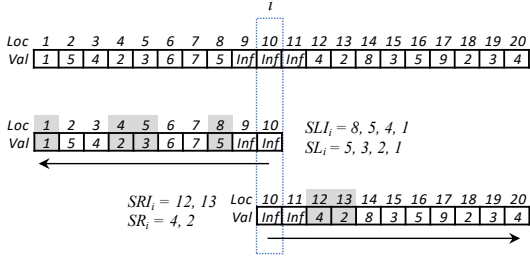 i
Loc 1 2 3 4 5 6 7 8 9 10 11 12 13 14 15 16 17 18 19 20
Val 1 5 4 2 3 6 7 5 Inf Inf Inf 4 2 8 3 5 9 2 3 4
Loc 1 2 3 4 5 6 7 8 9 10
Val 1 5 4 2 3 6 7 5 Inf Inf
SLIi = 8, 5, 4, 1
SLi = 5, 3, 2, 1
SRIi = 12, 13
SRi = 4, 2
Loc 10 11 12 13 14 15 16 17 18 19 20
Val Inf Inf 4 2 8 3 5 9 2 3 4